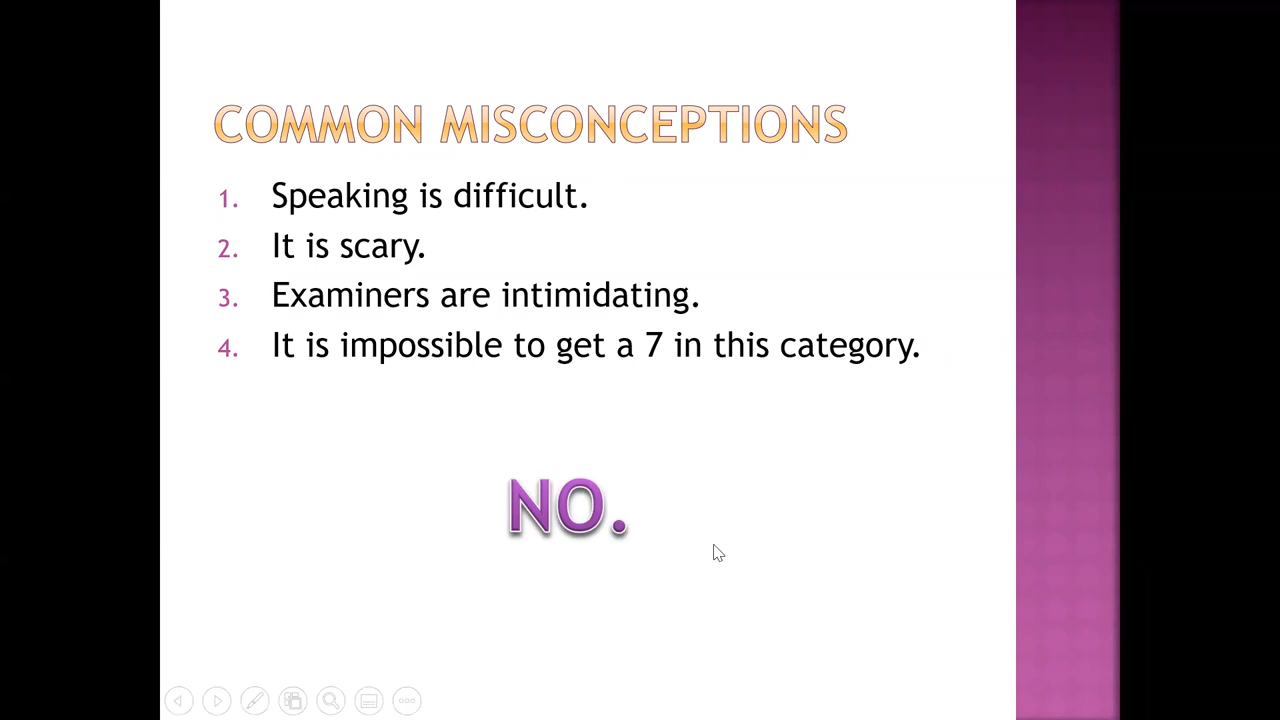 COMMON MISCONCEPTIONS
1. Speaking is difficult.
2. It is scary.
3. Examiners are intimidating.
4. It is impossible to get a 7 in this category.
NO.